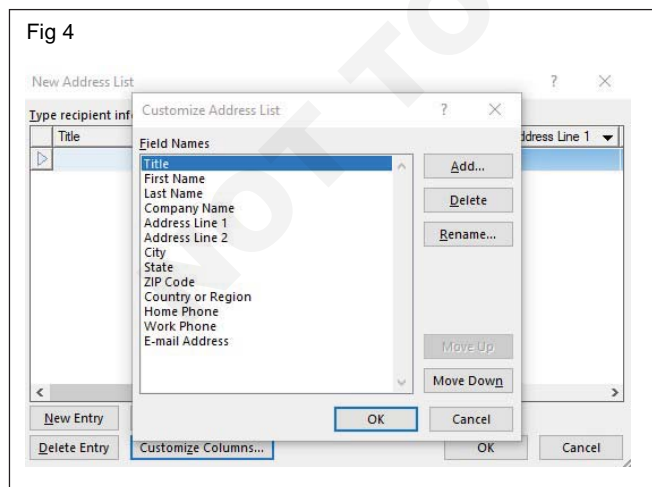 Fig 4
New Address List ? ×
Type recipient inf
Title
ddress Line 1
Customize Address List ? ×
Field Names
Title
First Name
Last Name
Company Name
Address Line 1
Address Line 2
City
State
ZIP Code
Country or Region
Home Phone
Work Phone
E-mail Address
Add...
Delete
Rename...
Move Up
Move Down
OK Cancel
New Entry
Delete Entry Customize Columns... OK Cancel
NOT TO